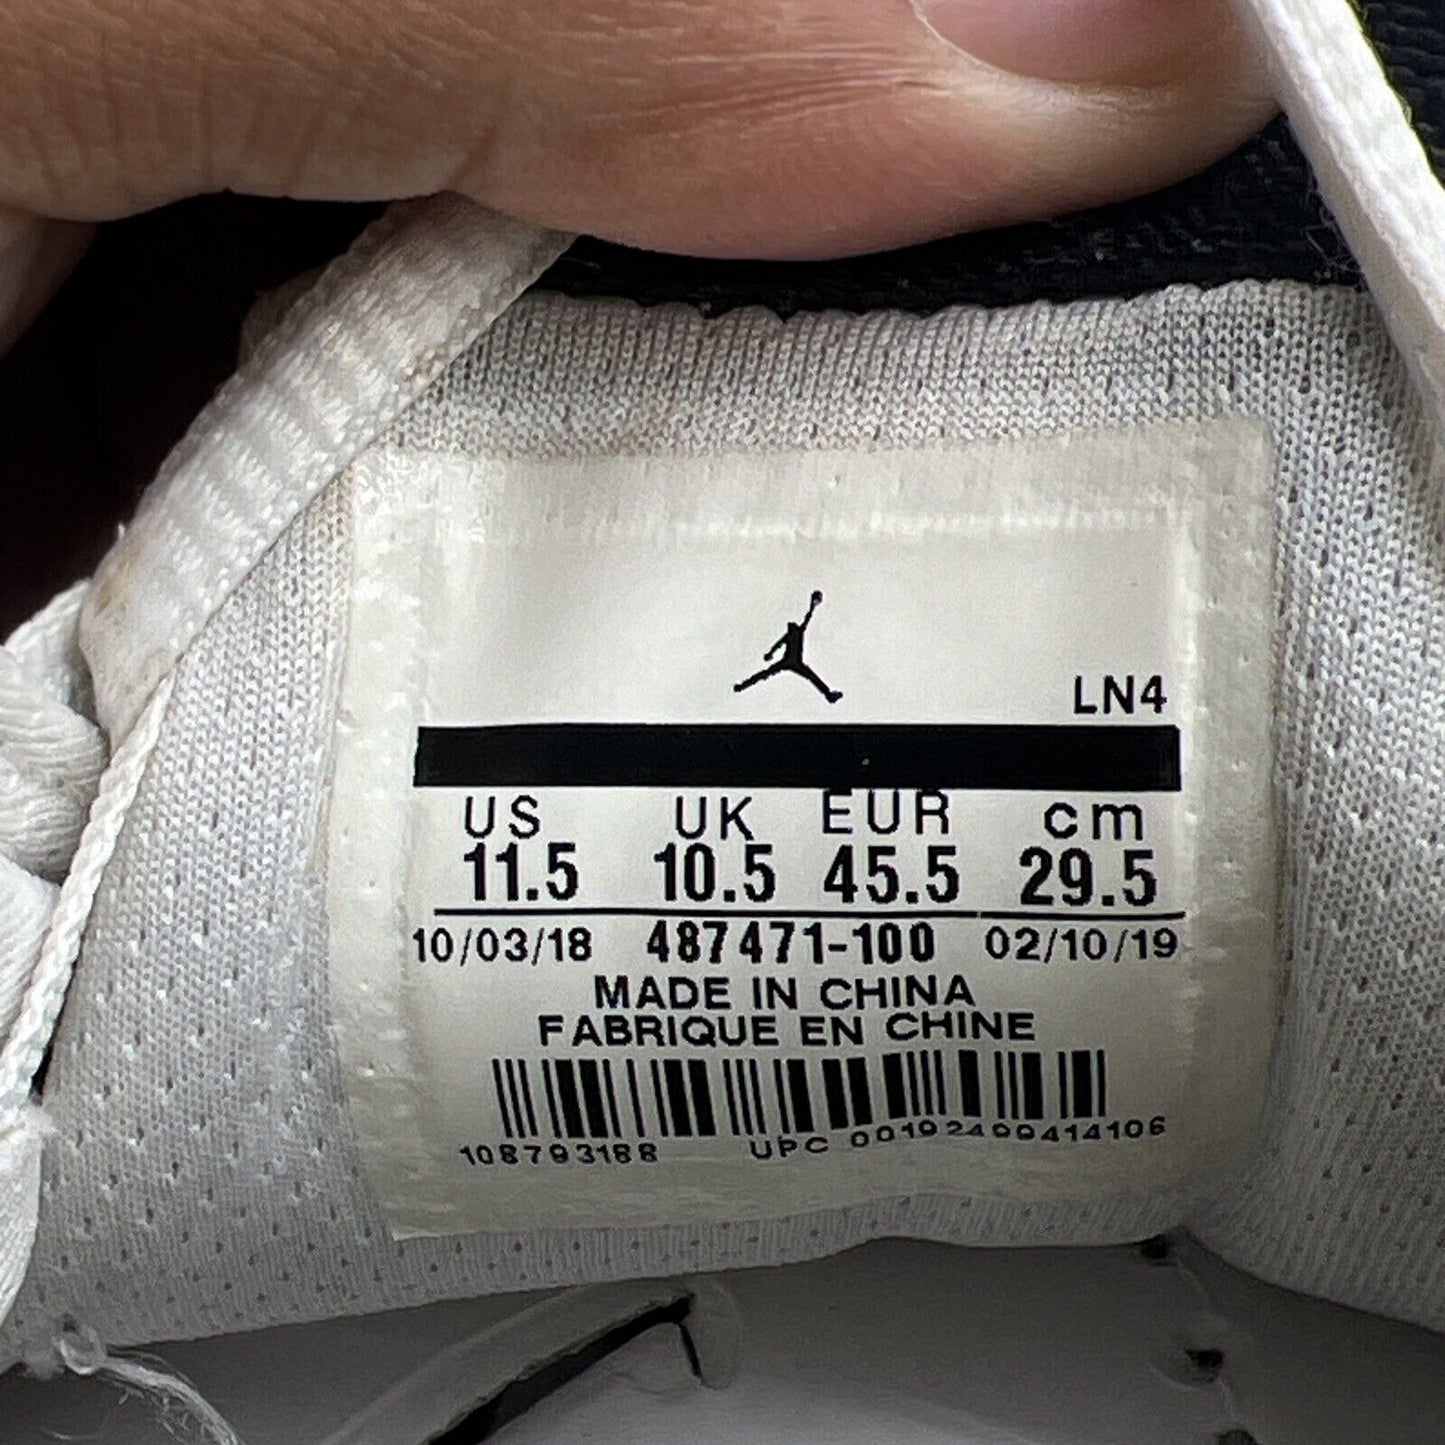 LN4
US UK EUR cm
11.5 10.5 45.5 29.5
10/03/18 487471-100 02/10/19
MADE IN CHINA
FABRIQUE EN CHINE
108793188 UPC 00192499414106